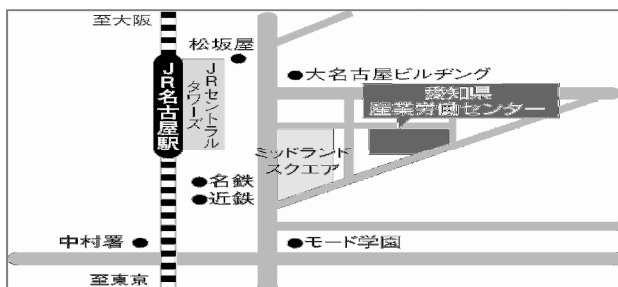 至大阪
松坂屋
JR名古屋駅
JRセントラル
タワーズ
大名古屋ビルヂング
愛知県
産業労働センター
ミッドランド
スクエア
名鉄
近鉄
中村署
モード学園
至東京